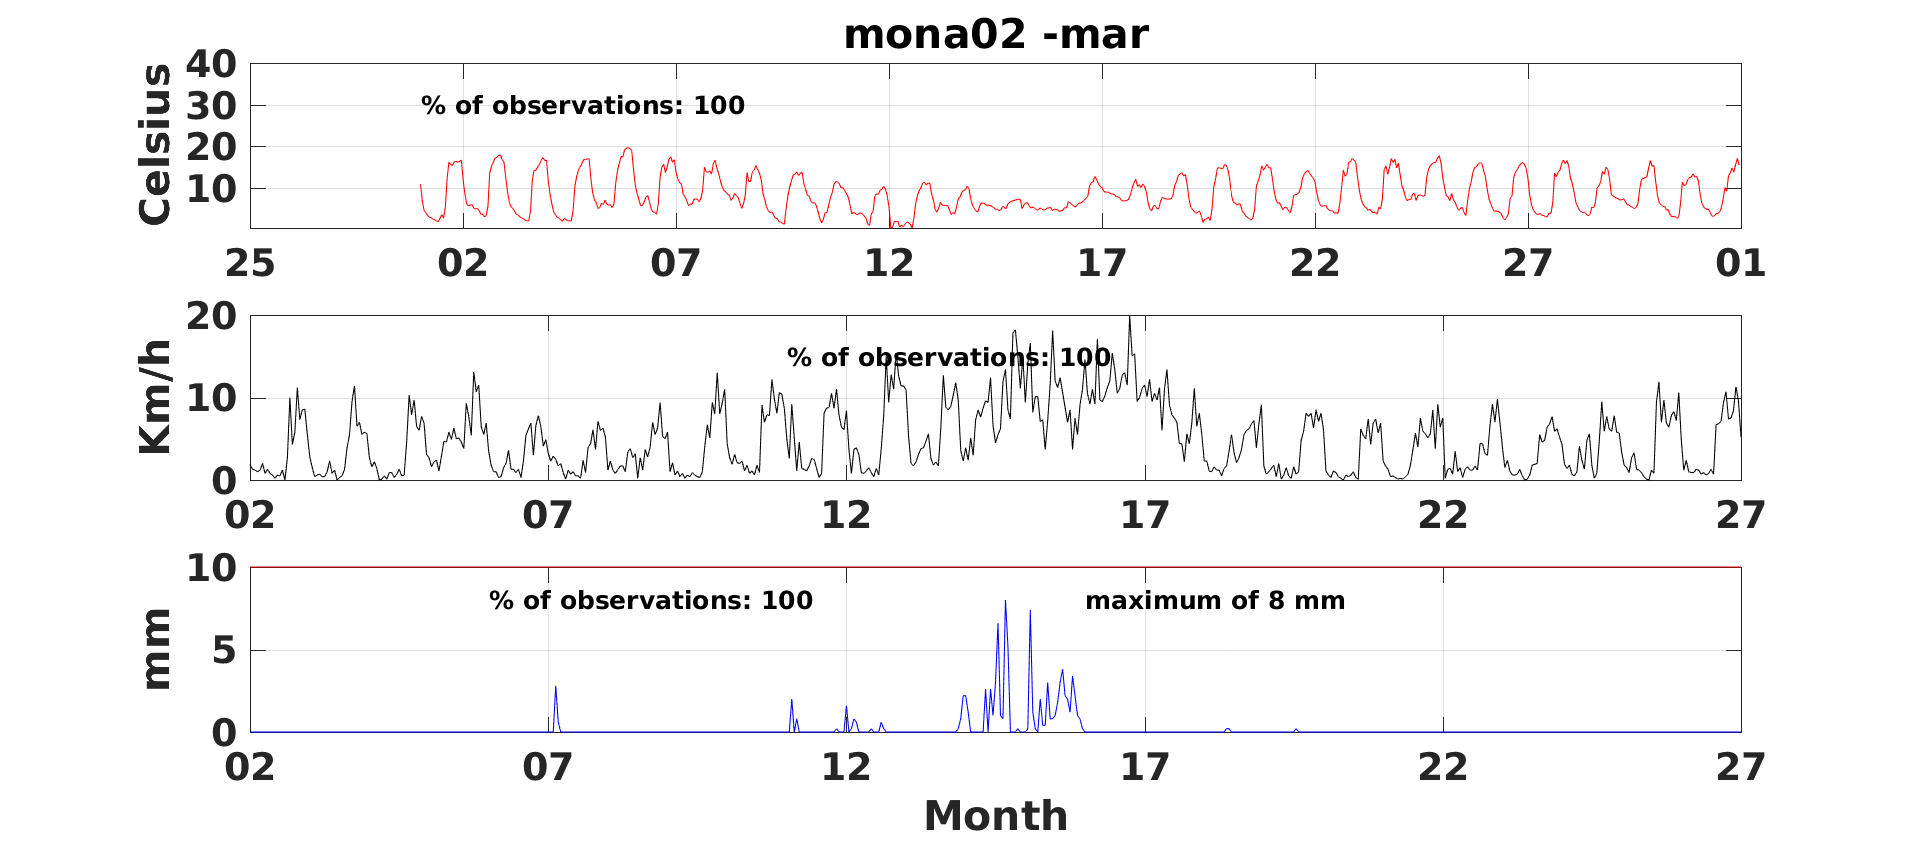 mona02 -mar
Celsius
40
30
20
10
% of observations: 100
25 02 07 12 17 22 27 01
Km/h
20
10
0
% of observations: 100
02 07 12 17 22 27
mm
10
5
0
% of observations: 100 maximum of 8 mm
02 07 12 17 22 27
Month